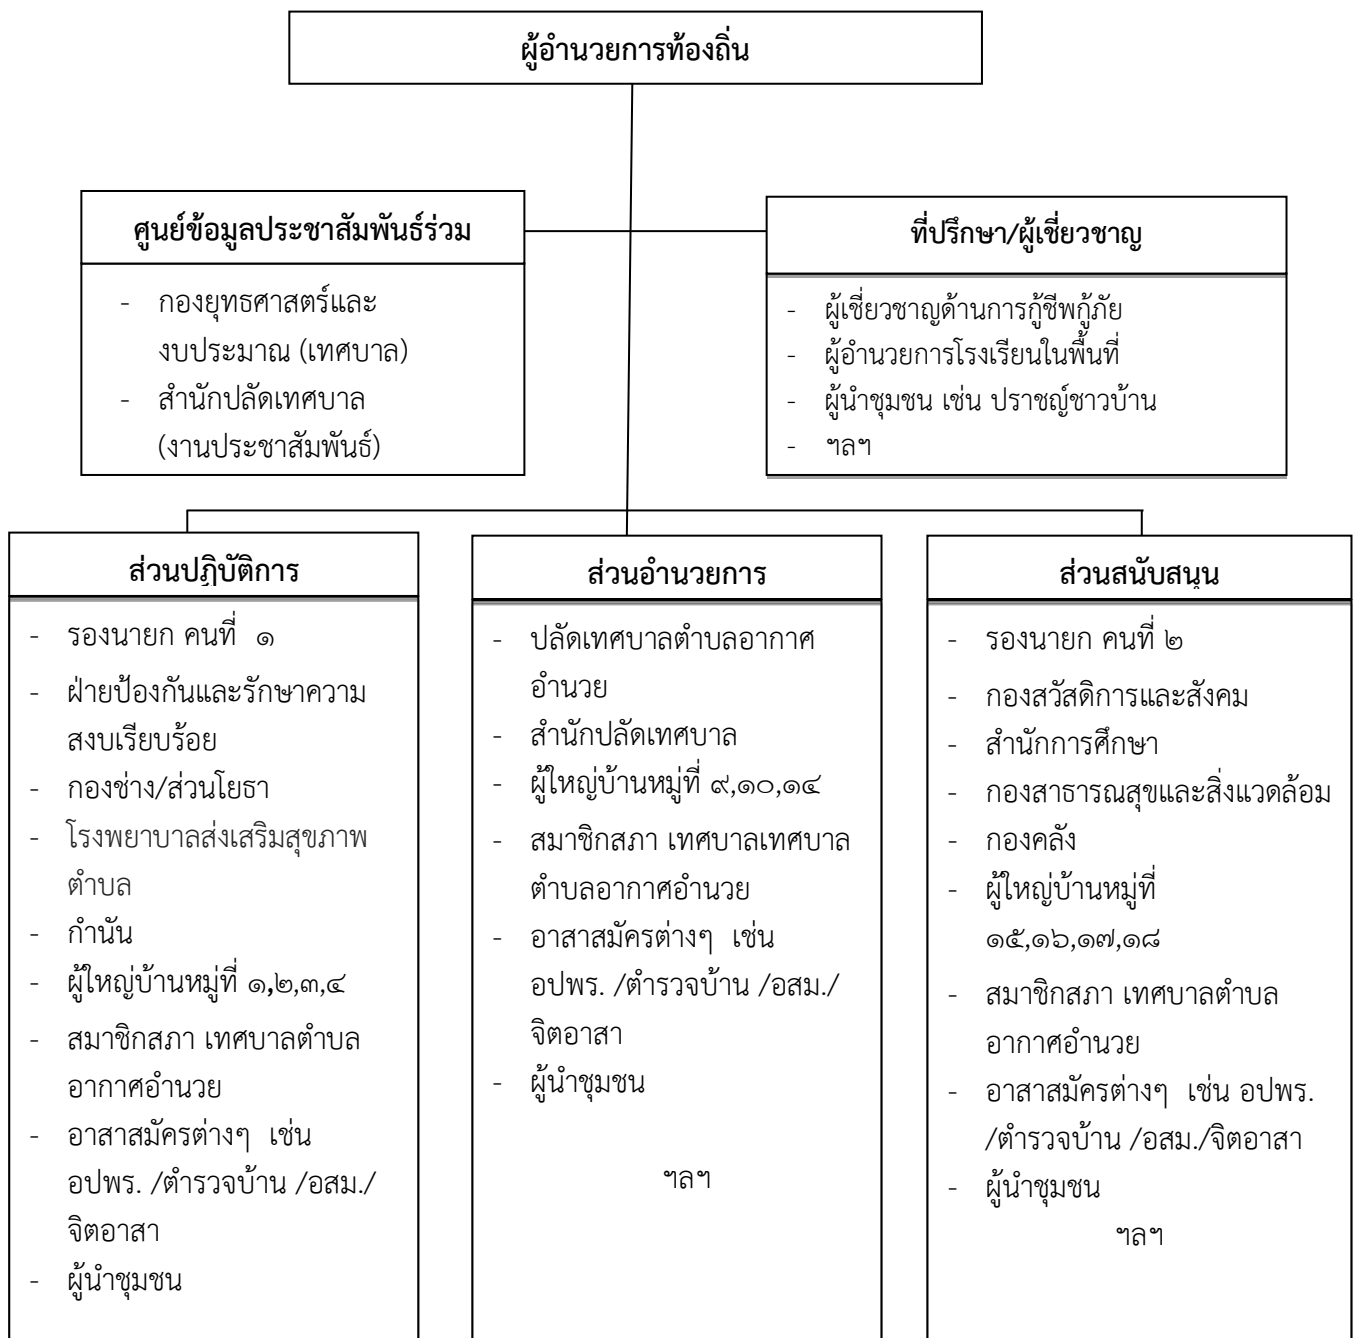 ผู้อำนวยการท้องถิ่น
ศูนย์ข้อมูลประชาสัมพันธ์ร่วม
- กองยุทธศาสตร์และ
งบประมาณ (เทศบาล)
- สำนักปลัดเทศบาล
(งานประชาสัมพันธ์)
ที่ปรึกษา/ผู้เชี่ยวชาญ
- ผู้เชี่ยวชาญด้านการกู้ชีพกู้ภัย
- ผู้อำนวยการโรงเรียนในพื้นที่
- ผู้นำชุมชน เช่น ปราชญ์ชาวบ้าน
- ฯลฯ
ส่วนปฏิบัติการ
- รองนายก คนที่ ๑
- ฝ่ายป้องกันและรักษาความ
สงบเรียบร้อย
- กองช่าง/ส่วนโยธา
- โรงพยาบาลส่งเสริมสุขภาพ
ตำบล
- กำนัน
- ผู้ใหญ่บ้านหมู่ที่ ๑,๒,๓,๔
- สมาชิกสภา เทศบาลตำบล
อากาศอำนวย
- อาสาสมัครต่างๆ เช่น
อปพร. /ตำรวจบ้าน /อสม./
จิตอาสา
- ผู้นำชุมชน
ส่วนอำนวยการ
- ปลัดเทศบาลตำบลอากาศ
อำนวย
- สำนักปลัดเทศบาล
- ผู้ใหญ่บ้านหมู่ที่ ๙,๑๐,๑๔
- สมาชิกสภา เทศบาลเทศบาล
ตำบลอากาศอำนวย
- อาสาสมัครต่างๆ เช่น
อปพร. /ตำรวจบ้าน /อสม./
จิตอาสา
- ผู้นำชุมชน
ฯลฯ
ส่วนสนับสนุน
- รองนายก คนที่ ๒
- กองสวัสดิการและสังคม
- สำนักการศึกษา
- กองสาธารณสุขและสิ่งแวดล้อม
- กองคลัง
- ผู้ใหญ่บ้านหมู่ที่
๑๕,๑๖,๑๗,๑๘
- สมาชิกสภา เทศบาลตำบล
อากาศอำนวย
- อาสาสมัครต่างๆ เช่น อปพร.
/ตำรวจบ้าน /อสม./จิตอาสา
- ผู้นำชุมชน
ฯลฯ